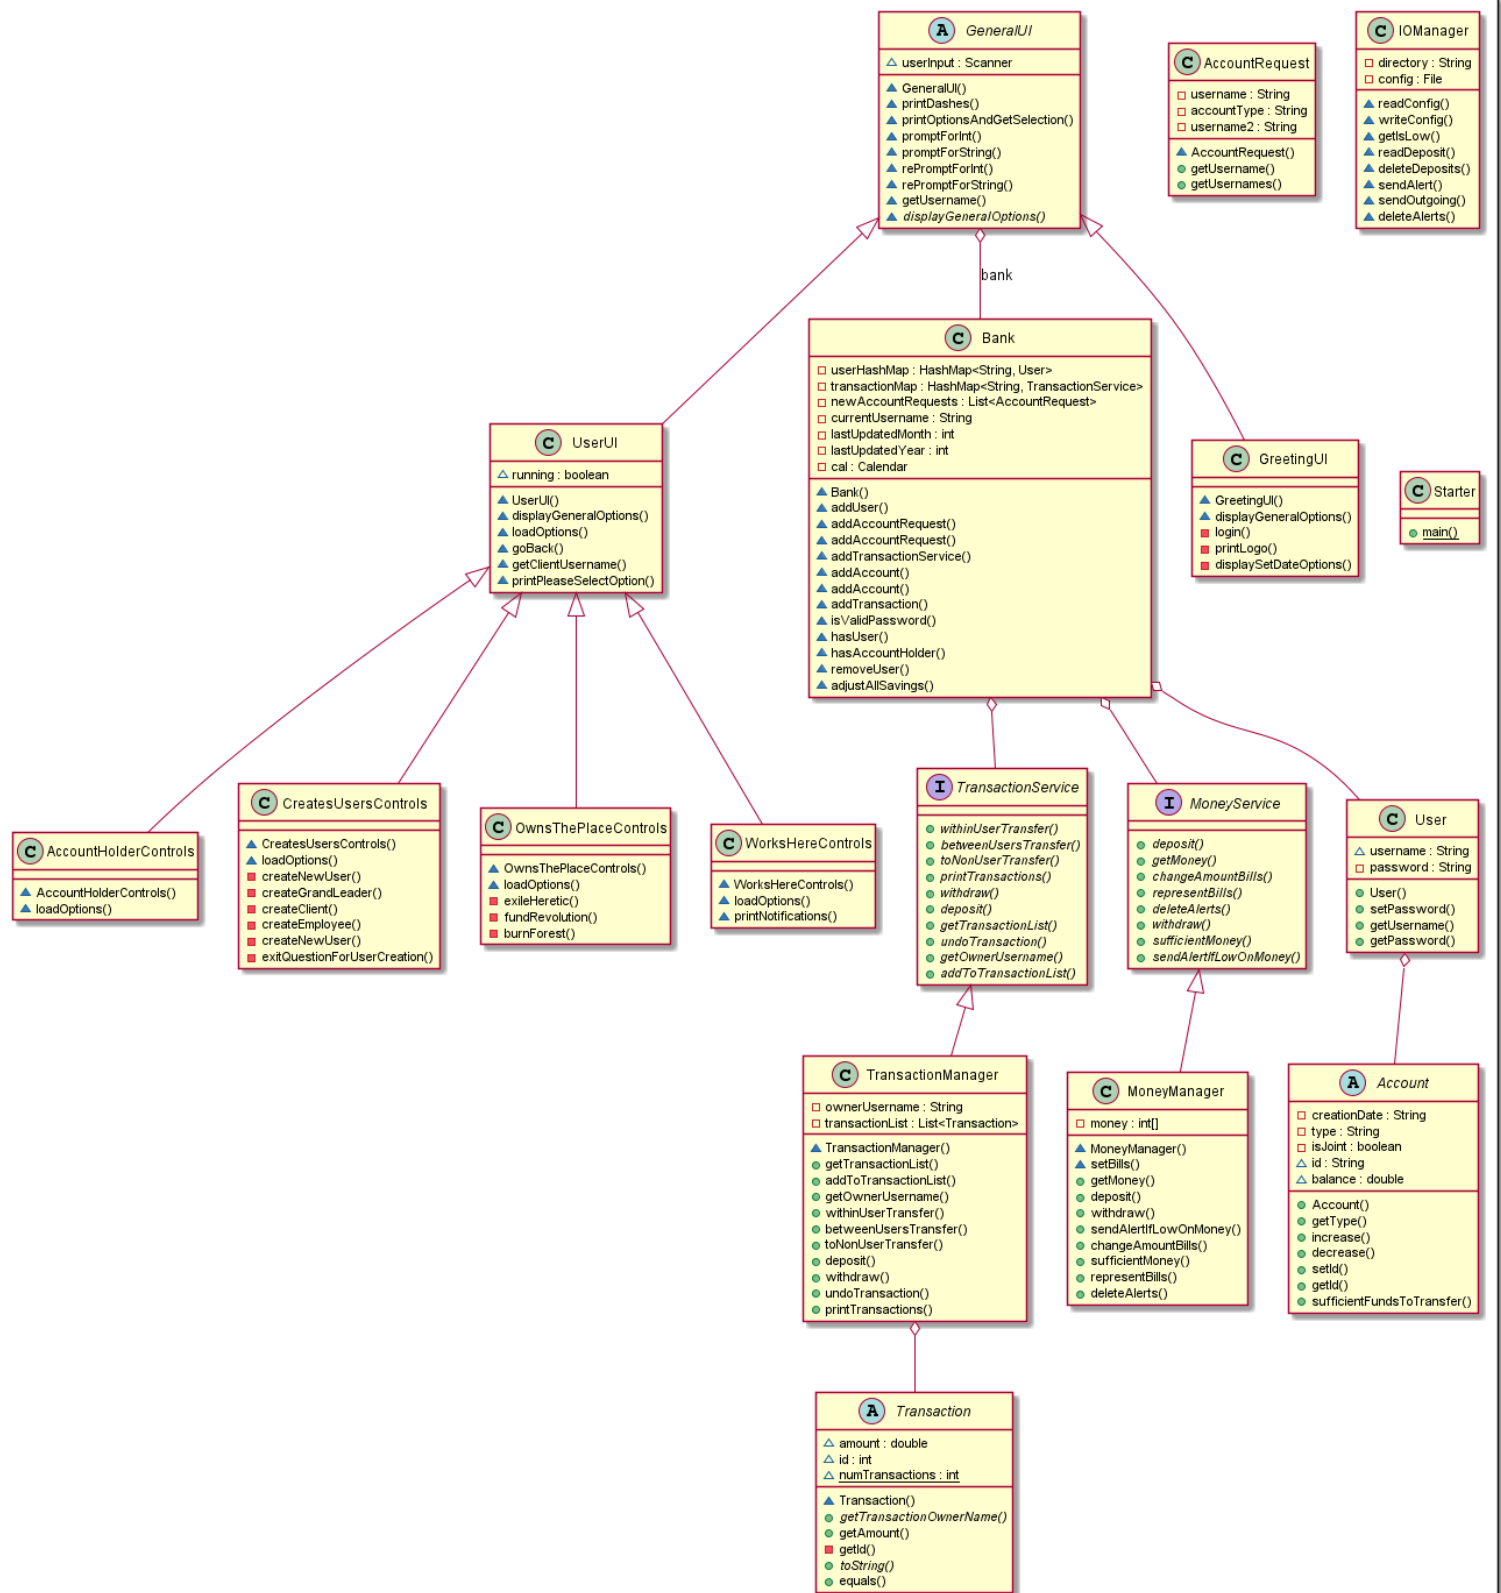 A GeneralUI
userInput : Scanner
GeneralUI()
printDashes()
printOptionsAndGetSelection()
promptForInt()
promptForString()
rePromptForInt()
rePromptForString()
getUsername()
displayGeneralOptions()
C AccountRequest
username : String
accountType : String
username2 : String
AccountRequest()
getUsername()
getUsernames()
C IOManager
directory : String
config : File
readConfig()
writeConfig()
getIsLow()
readDeposit()
deleteDeposits()
sendAlert()
sendOutgoing()
deleteAlerts()
bank
C Bank
userHashMap : HashMap<String, User>
transactionMap : HashMap<String, TransactionService>
newAccountRequests : List<AccountRequest>
currentUsername : String
lastUpdatedMonth : int
lastUpdatedYear : int
cal : Calendar
Bank()
addUser()
addAccountRequest()
addAccountRequest()
addTransactionService()
addAccount()
addAccount()
addTransaction()
isValidPassword()
hasUser()
hasAccountHolder()
removeUser()
adjustAllSavings()
C UserUI
running : boolean
UserUI()
displayGeneralOptions()
loadOptions()
goBack()
getClientUsername()
printPleaseSelectOption()
C GreetingUI
GreetingUI()
displayGeneralOptions()
login()
printLogo()
displaySetDateOptions()
C Starter
main()
C AccountHolderControls
AccountHolderControls()
loadOptions()
C CreatesUsersControls
CreatesUsersControls()
loadOptions()
createNewUser()
createGrandLeader()
createClient()
createEmployee()
createNewUser()
exitQuestionForUserCreation()
C OwnsThePlaceControls
OwnsThePlaceControls()
loadOptions()
exileHeretic()
fundRevolution()
burnForest()
C WorksHereControls
WorksHereControls()
loadOptions()
printNotifications()
I TransactionService
withinUserTransfer()
betweenUsersTransfer()
toNonUserTransfer()
printTransactions()
withdraw()
deposit()
getTransactionList()
undoTransaction()
getOwnerUsername()
addToTransactionList()
I MoneyService
deposit()
getMoney()
changeAmountBills()
representBills()
deleteAlerts()
withdraw()
sufficientMoney()
sendAlertIfLowOnMoney()
C User
username : String
password : String
User()
setPassword()
getUsername()
getPassword()
C TransactionManager
ownerUsername : String
transactionList : List<Transaction>
TransactionManager()
getTransactionList()
addToTransactionList()
getOwnerUsername()
withinUserTransfer()
betweenUsersTransfer()
toNonUserTransfer()
deposit()
withdraw()
undoTransaction()
printTransactions()
C MoneyManager
money : int[]
MoneyManager()
setBills()
getMoney()
deposit()
withdraw()
sendAlertIfLowOnMoney()
changeAmountBills()
sufficientMoney()
representBills()
deleteAlerts()
A Account
creationDate : String
type : String
isJoint : boolean
id : String
balance : double
Account()
getType()
increase()
decrease()
setId()
getId()
sufficientFundsToTransfer()
A Transaction
amount : double
id : int
numTransactions : int
Transaction()
getTransactionOwnerName()
getAmount()
getId()
toString()
equals()